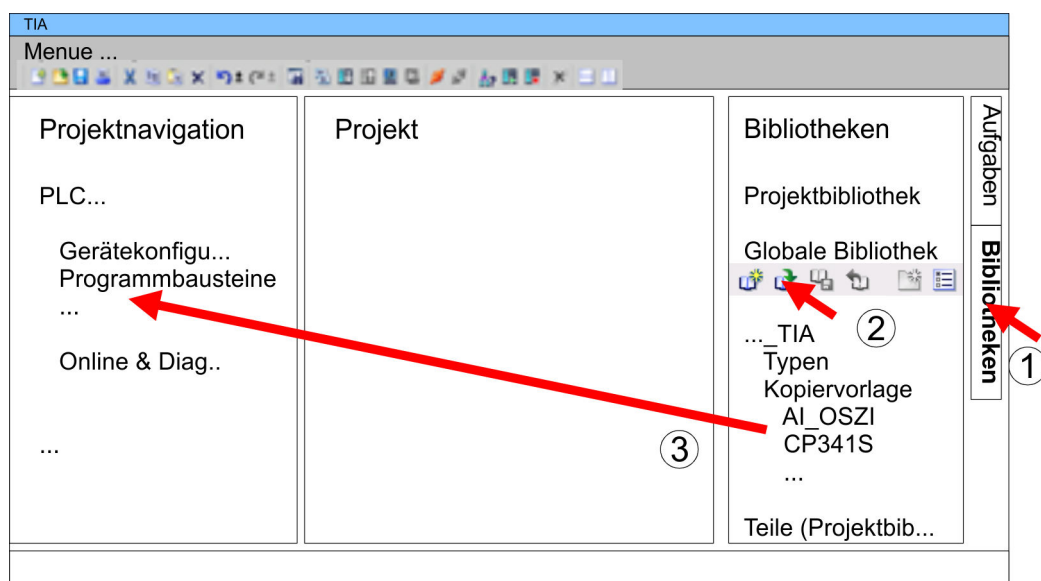 TIA
Menue ...
Projektnavigation
PLC...
Gerätekonfigu...
Programmbausteine
...
Online & Diag..
...
Projekt
Bibliotheken
Projektbibliothek
Globale Bibliothek
..._TIA
Typen
Kopiervorlage
AI_OSZI
CP341S
...
Teile (Projektbib...
Aufgaben
Bibliotheken
1
2
3